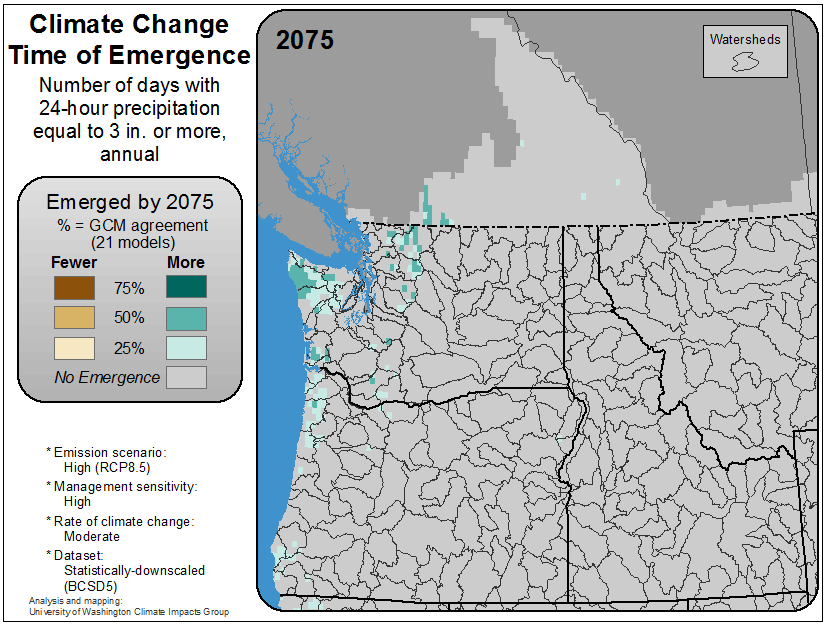 Climate Change
Time of Emergence
Number of days with
24-hour precipitation
equal to 3 in. or more,
annual
2075
Watersheds
Emerged by 2075
% = GCM agreement
(21 models)
Fewer More
75%
50%
25%
No Emergence
* Emission scenario:
High (RCP8.5)
* Management sensitivity:
High
* Rate of climate change:
Moderate
* Dataset:
Statistically-downscaled
(BCSD5)
Analysis and mapping:
University of Washington Climate Impacts Group